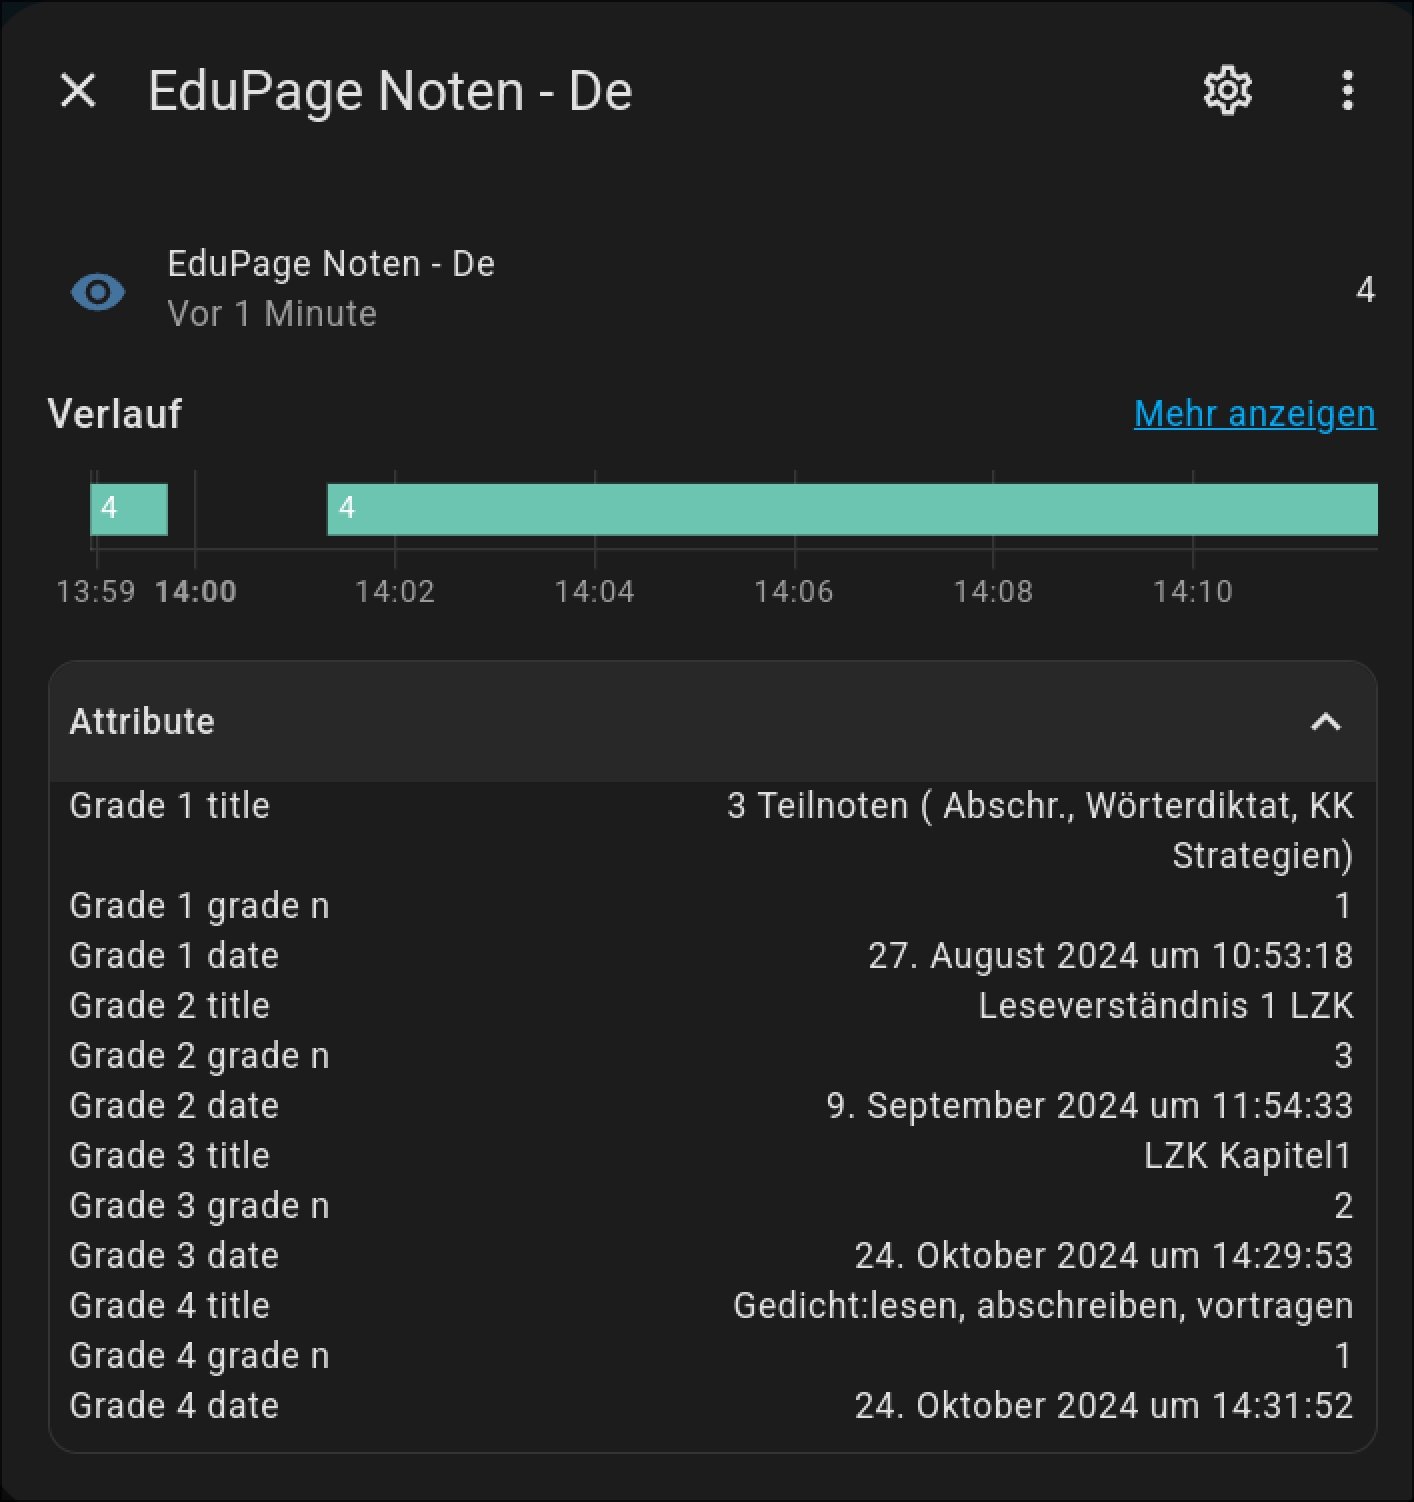 EduPage Noten - De
EduPage Noten - De
Vor 1 Minute
4
Verlauf
Mehr anzeigen
4
4
13:59 14:00 14:02 14:04 14:06 14:08 14:10
Attribute
Grade 1 title 3 Teilnoten ( Abschr., Wörterdiktat, KK
Strategien)
Grade 1 grade n 1
Grade 1 date 27. August 2024 um 10:53:18
Grade 2 title Leseverständnis 1 LZK
Grade 2 grade n 3
Grade 2 date 9. September 2024 um 11:54:33
Grade 3 title LZK Kapitel1
Grade 3 grade n 2
Grade 3 date 24. Oktober 2024 um 14:29:53
Grade 4 title Gedicht:lesen, abschreiben, vortragen
Grade 4 grade n 1
Grade 4 date 24. Oktober 2024 um 14:31:52